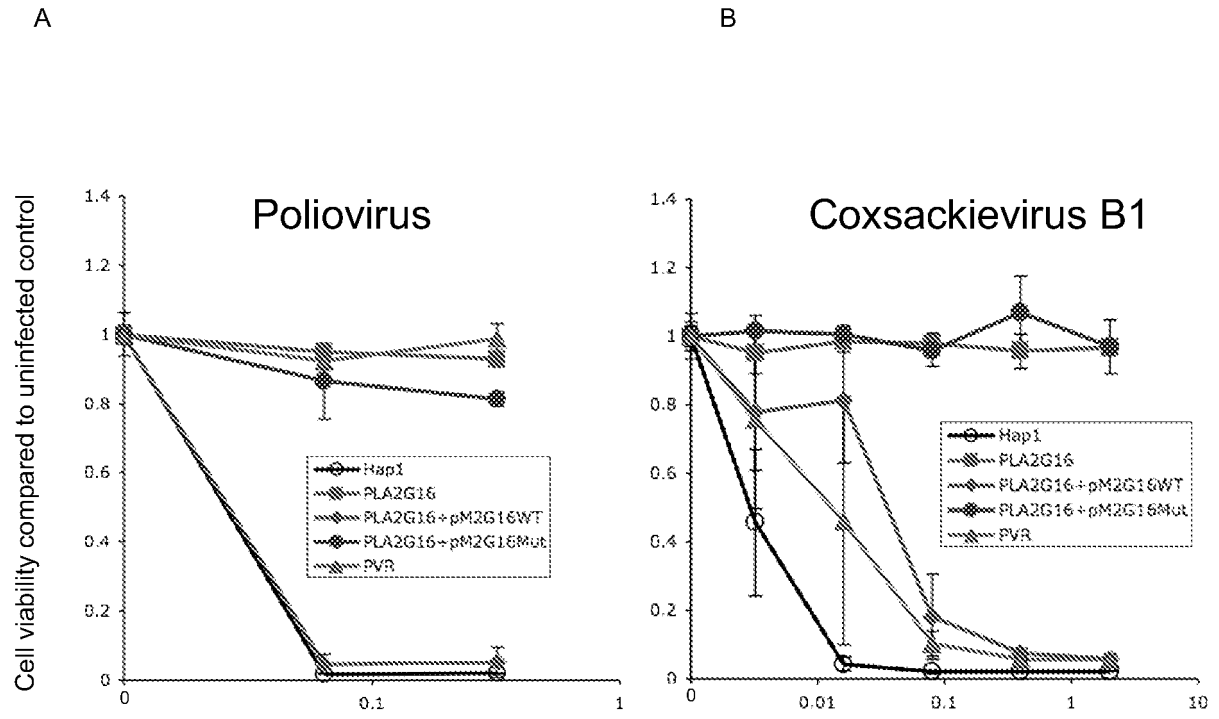 A
B
Cell viability compared to uninfected control
Poliovirus
1.4
1.2
1
0.8
0.6
0.4
0.2
0
0
0.1
1
Hap1
PLA2G16
PLA2G16+pM2G16WT
PLA2G16+pM2G16Mut
PVR
Coxsackievirus B1
1.4
1.2
1
0.8
0.6
0.4
0.2
0
0
0.01
0.1
1
10
Hap1
PLA2G16
PLA2G16+pM2G16WT
PLA2G16+pM2G16Mut
PVR